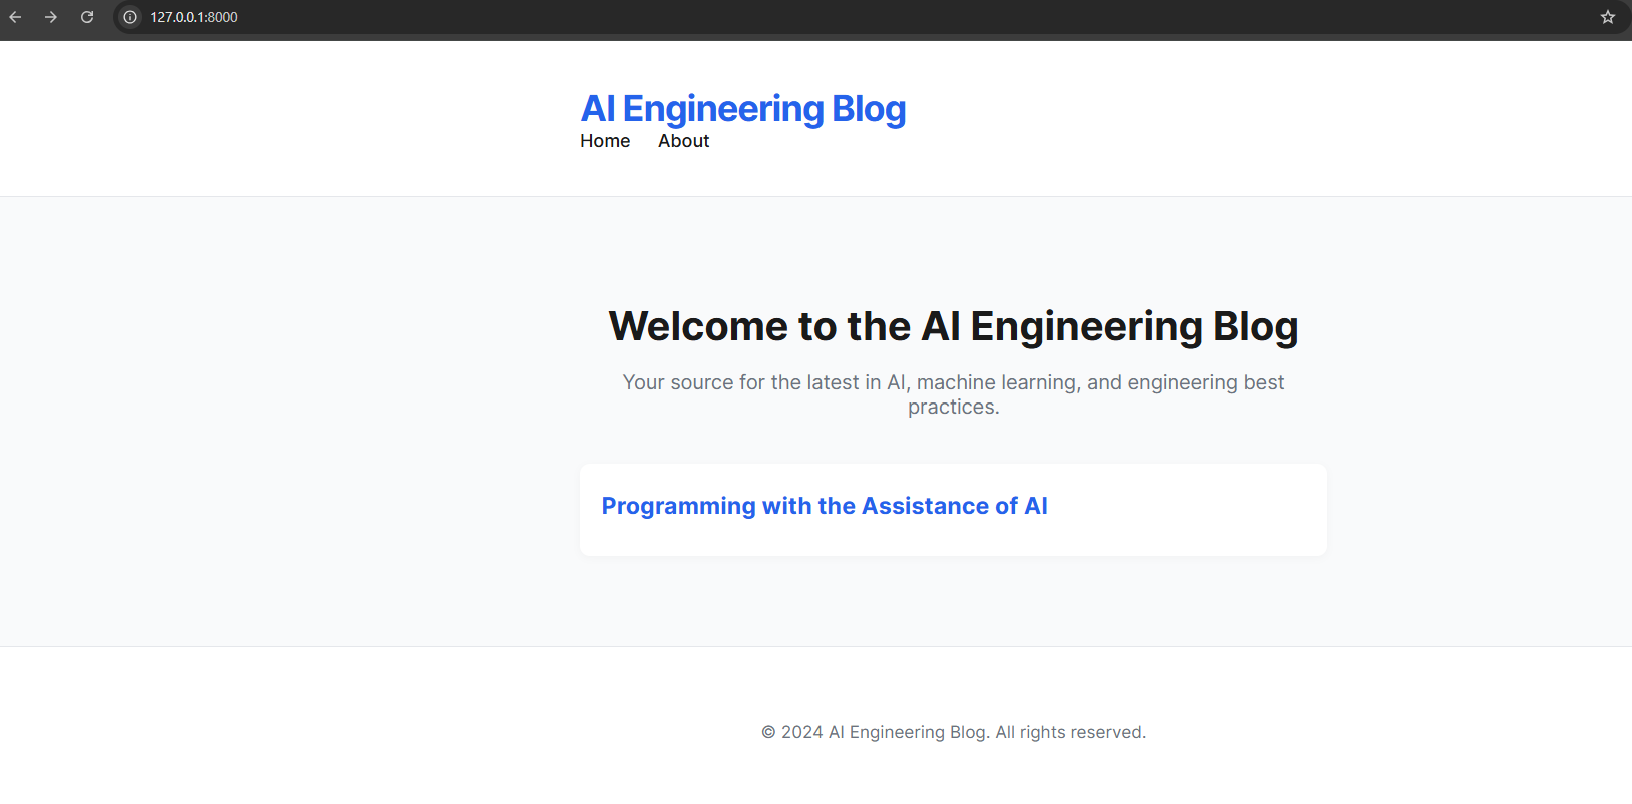 127.0.0.1:8000
AI Engineering Blog
Home About
Welcome to the AI Engineering Blog
Your source for the latest in AI, machine learning, and engineering best
practices.
Programming with the Assistance of AI
© 2024 AI Engineering Blog. All rights reserved.